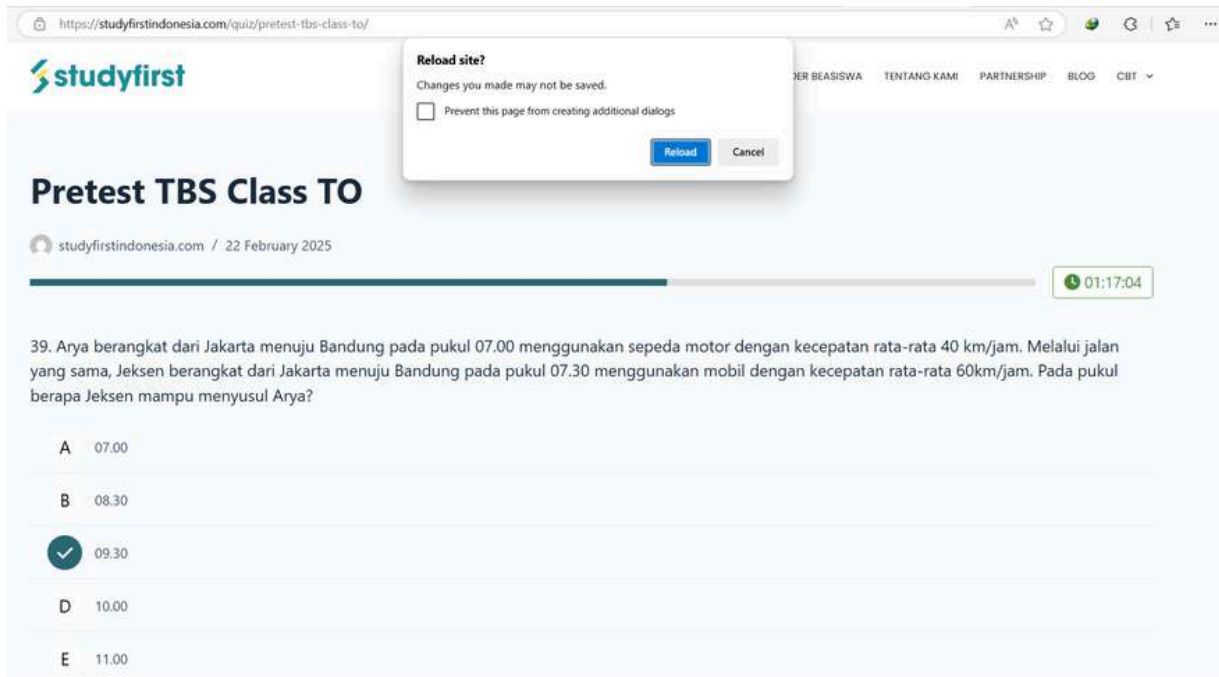 https://studyfirstindonesia.com/quiz/pretest-tbs-class-to/
studyfirst
BEASISWA TENTANG KAMI PARTNERSHIP BLOG CBT
Reload site?
Changes you made may not be saved.
Prevent this page from creating additional dialogs
Reload Cancel
Pretest TBS Class TO
studyfirstindonesia.com / 22 February 2025
01:17:04
39. Arya berangkat dari Jakarta menuju Bandung pada pukul 07.00 menggunakan sepeda motor dengan kecepatan rata-rata 40 km/jam. Melalui jalan
yang sama, Jeksen berangkat dari Jakarta menuju Bandung pada pukul 07.30 menggunakan mobil dengan kecepatan rata-rata 60km/jam. Pada pukul
berapa Jeksen mampu menyusul Arya?
A 07.00
B 08.30
09.30
D 10.00
E 11.00